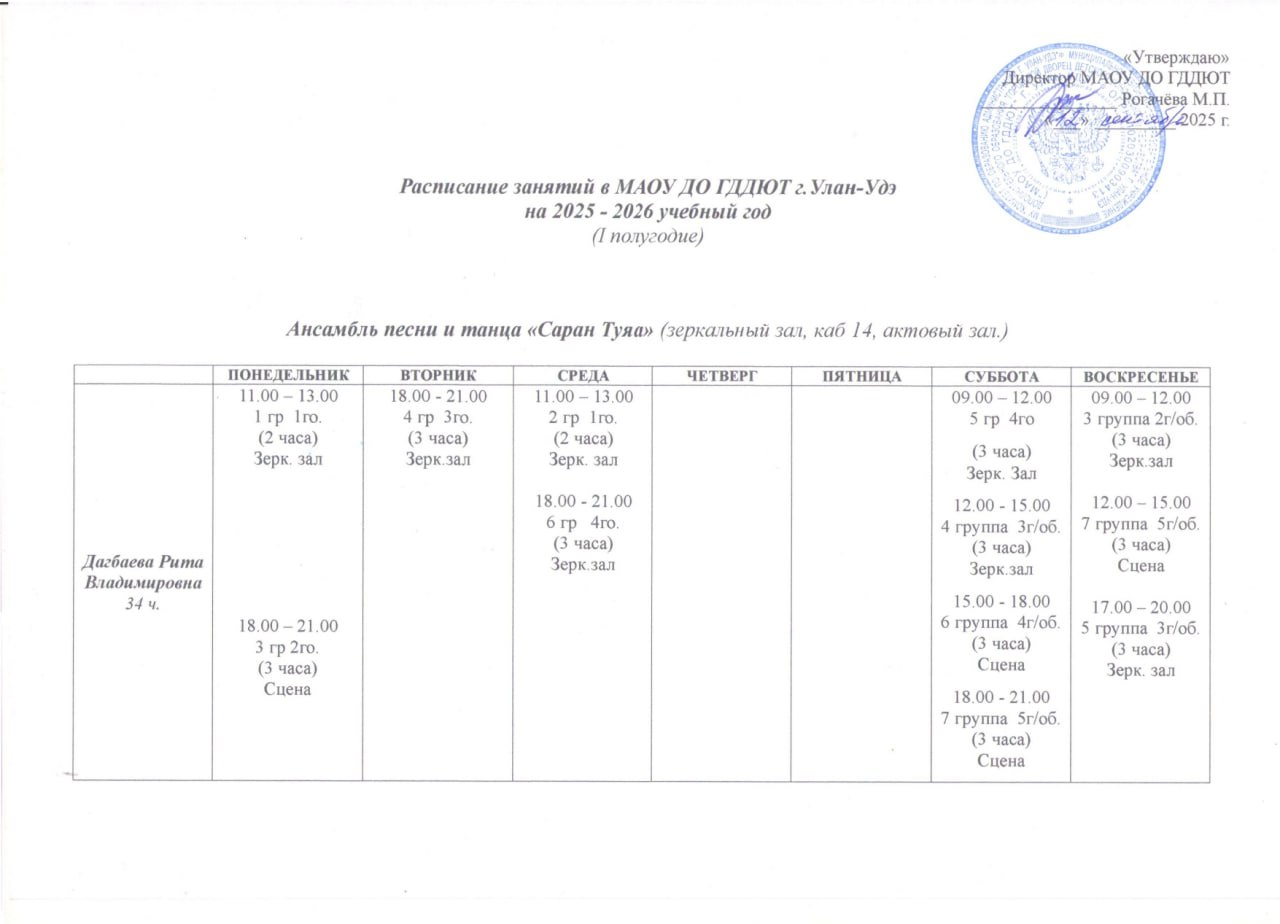 «Утверждаю»
Директор МАОУ ДО ГДДЮТ
Рогачёва М.П.
«12» сентября 2025 г.
Расписание занятий в МАОУ ДО ГДДЮТ г. Улан-Удэ
на 2025 - 2026 учебный год
(I полугодие)
Ансамбль песни и танца «Саран Туяа» (зеркальный зал, каб 14, актовый зал.)
ПОНЕДЕЛЬНИК ВТОРНИК СРЕДА ЧЕТВЕРГ ПЯТНИЦА СУББОТА ВОСКРЕСЕНЬЕ
Дагбаева Рита
Владимировна
34 ч.
11.00 – 13.00
1 гр 1го.
(2 часа)
Зерк. зал
18.00 – 21.00
3 гр 2го.
(3 часа)
Сцена
18.00 - 21.00
4 гр 3го.
(3 часа)
Зерк.зал
11.00 – 13.00
2 гр 1го.
(2 часа)
Зерк. зал
18.00 - 21.00
6 гр 4го.
(3 часа)
Зерк.зал
09.00 – 12.00
5 гр 4го
(3 часа)
Зерк. Зал
12.00 - 15.00
4 группа 3г/об.
(3 часа)
Зерк.зал
15.00 - 18.00
6 группа 4г/об.
(3 часа)
Сцена
18.00 - 21.00
7 группа 5г/об.
(3 часа)
Сцена
09.00 – 12.00
3 группа 2г/об.
(3 часа)
Зерк.зал
12.00 – 15.00
7 группа 5г/об.
(3 часа)
Сцена
17.00 – 20.00
5 группа 3г/об.
(3 часа)
Зерк. зал